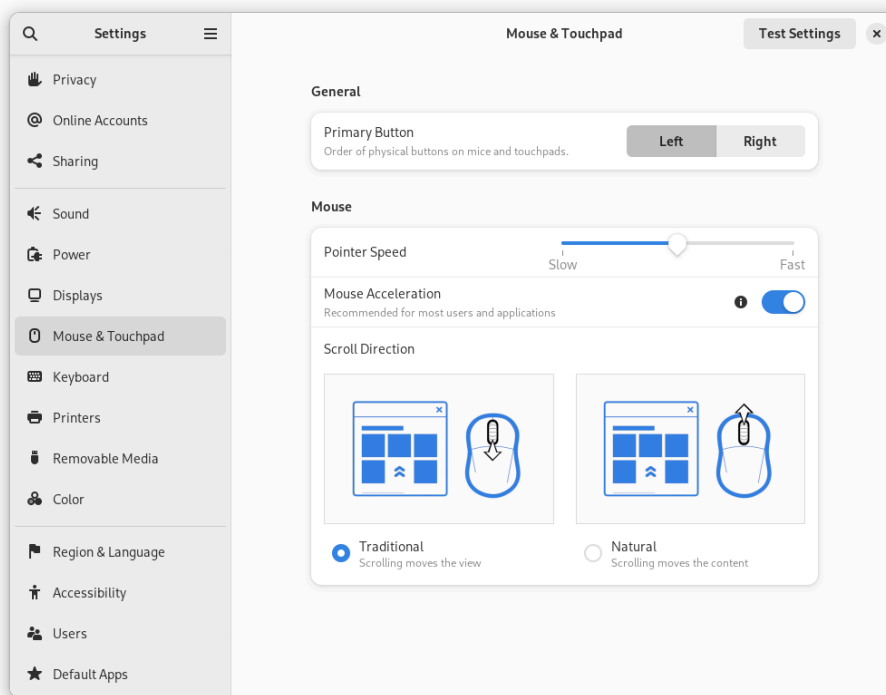 Settings
Mouse & Touchpad
Test Settings
Privacy
Online Accounts
Sharing
Sound
Power
Displays
Mouse & Touchpad
Keyboard
Printers
Removable Media
Color
Region & Language
Accessibility
Users
Default Apps
General
Primary Button
Order of physical buttons on mice and touchpads.
Left
Right
Mouse
Pointer Speed
Slow
Fast
Mouse Acceleration
Recommended for most users and applications
Scroll Direction
Traditional
Scrolling moves the view
Natural
Scrolling moves the content